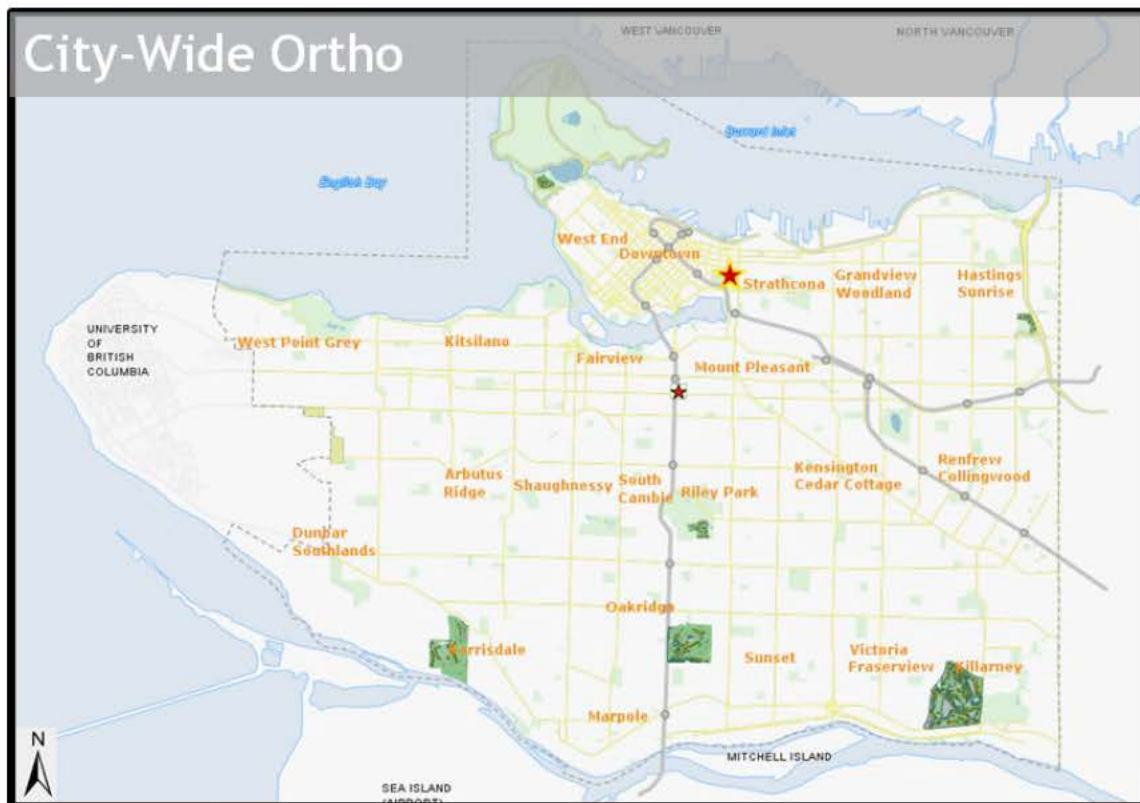 City-Wide Ortho
WEST VANCOUVER
NORTH VANCOUVER
Burrard Inlet
English Bay
West End
Downtown
Strathcona
Grandview
Woodland
Hastings
Sunrise
UNIVERSITY
OF
BRITISH
COLUMBIA
West Point Grey
Kitsilano
Fairview
Mount Pleasant
Arbutus
Ridge
Shaughnessy
South
Cambie
Riley Park
Kensington
Cedar Cottage
Renfrew
Collingwood
Dunbar
Southlands
Oakridge
Kerrisdale
Sunset
Victoria
Fraserview
Killarney
Marpole
N
MITCHELL ISLAND
SEA ISLAND
(AIRPORT)